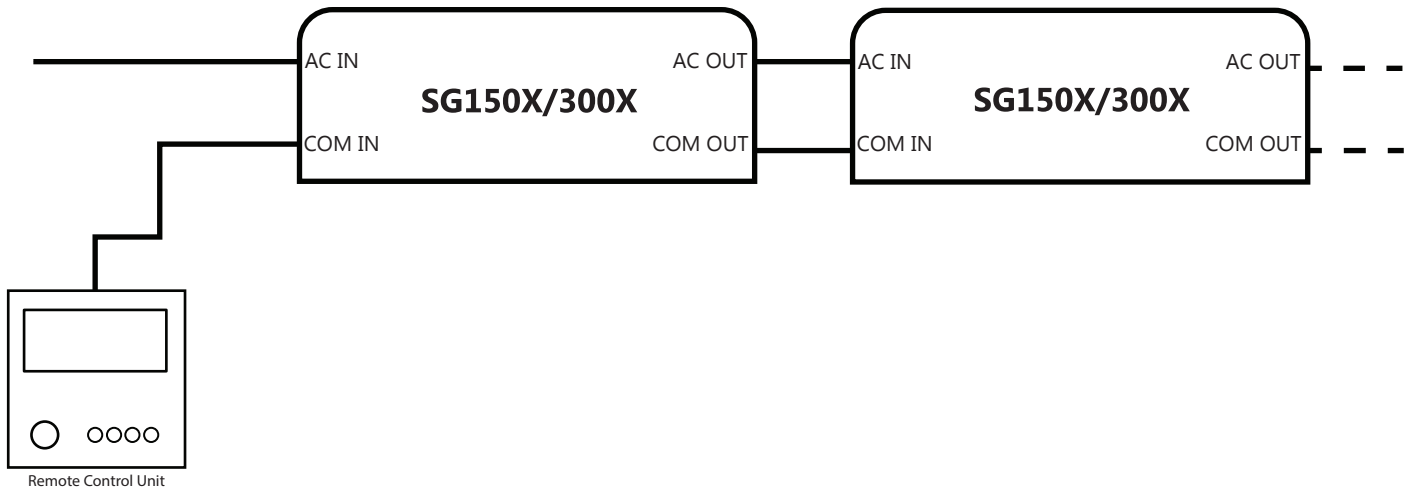 AC IN
AC OUT
SG150X/300X
COM IN
COM OUT
AC IN
AC OUT
SG150X/300X
COM IN
COM OUT
Remote Control Unit